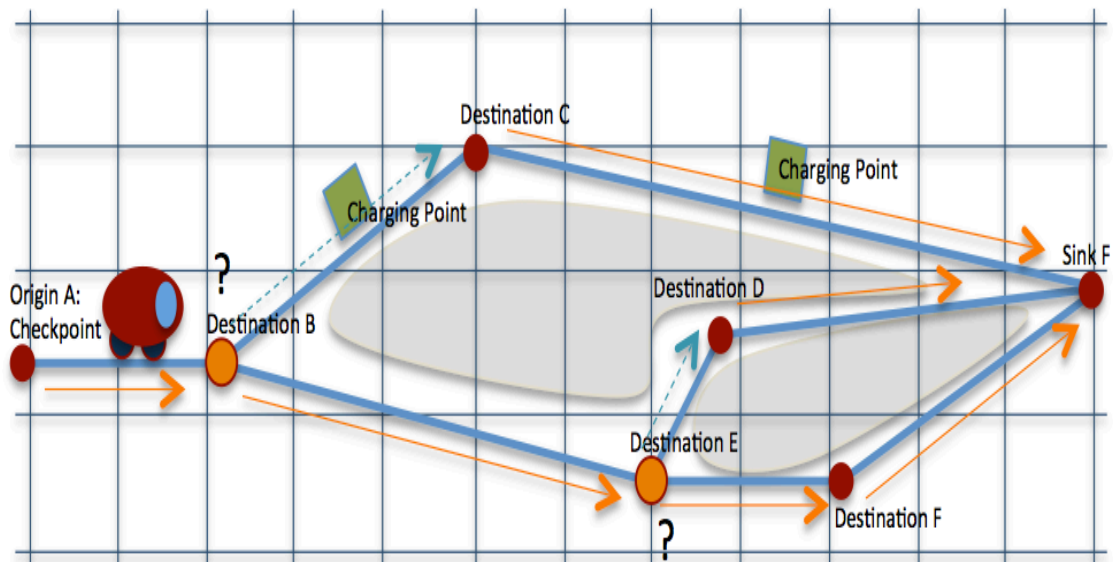 Destination C
Charging Point
Charging Point
?
Sink F
Origin A:
Checkpoint
Destination D
Destination B
Destination E
Destination F
?